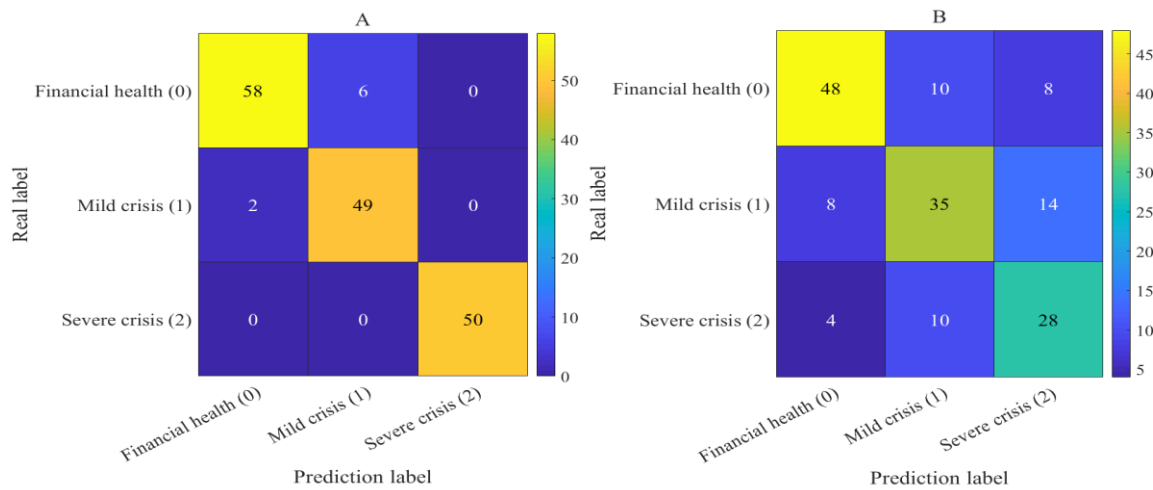 A
Real label
Financial health (0)
Mild crisis (1)
Severe crisis (2)
58 6 0
2 49 0
0 0 50
Financial health (0)
Mild crisis (1)
Severe crisis (2)
Prediction label
50
40
30
20
10
0
B
Real label
Financial health (0)
Mild crisis (1)
Severe crisis (2)
48 10 8
8 35 14
4 10 28
Financial health (0)
Mild crisis (1)
Severe crisis (2)
Prediction label
45
40
35
30
25
20
15
10
5